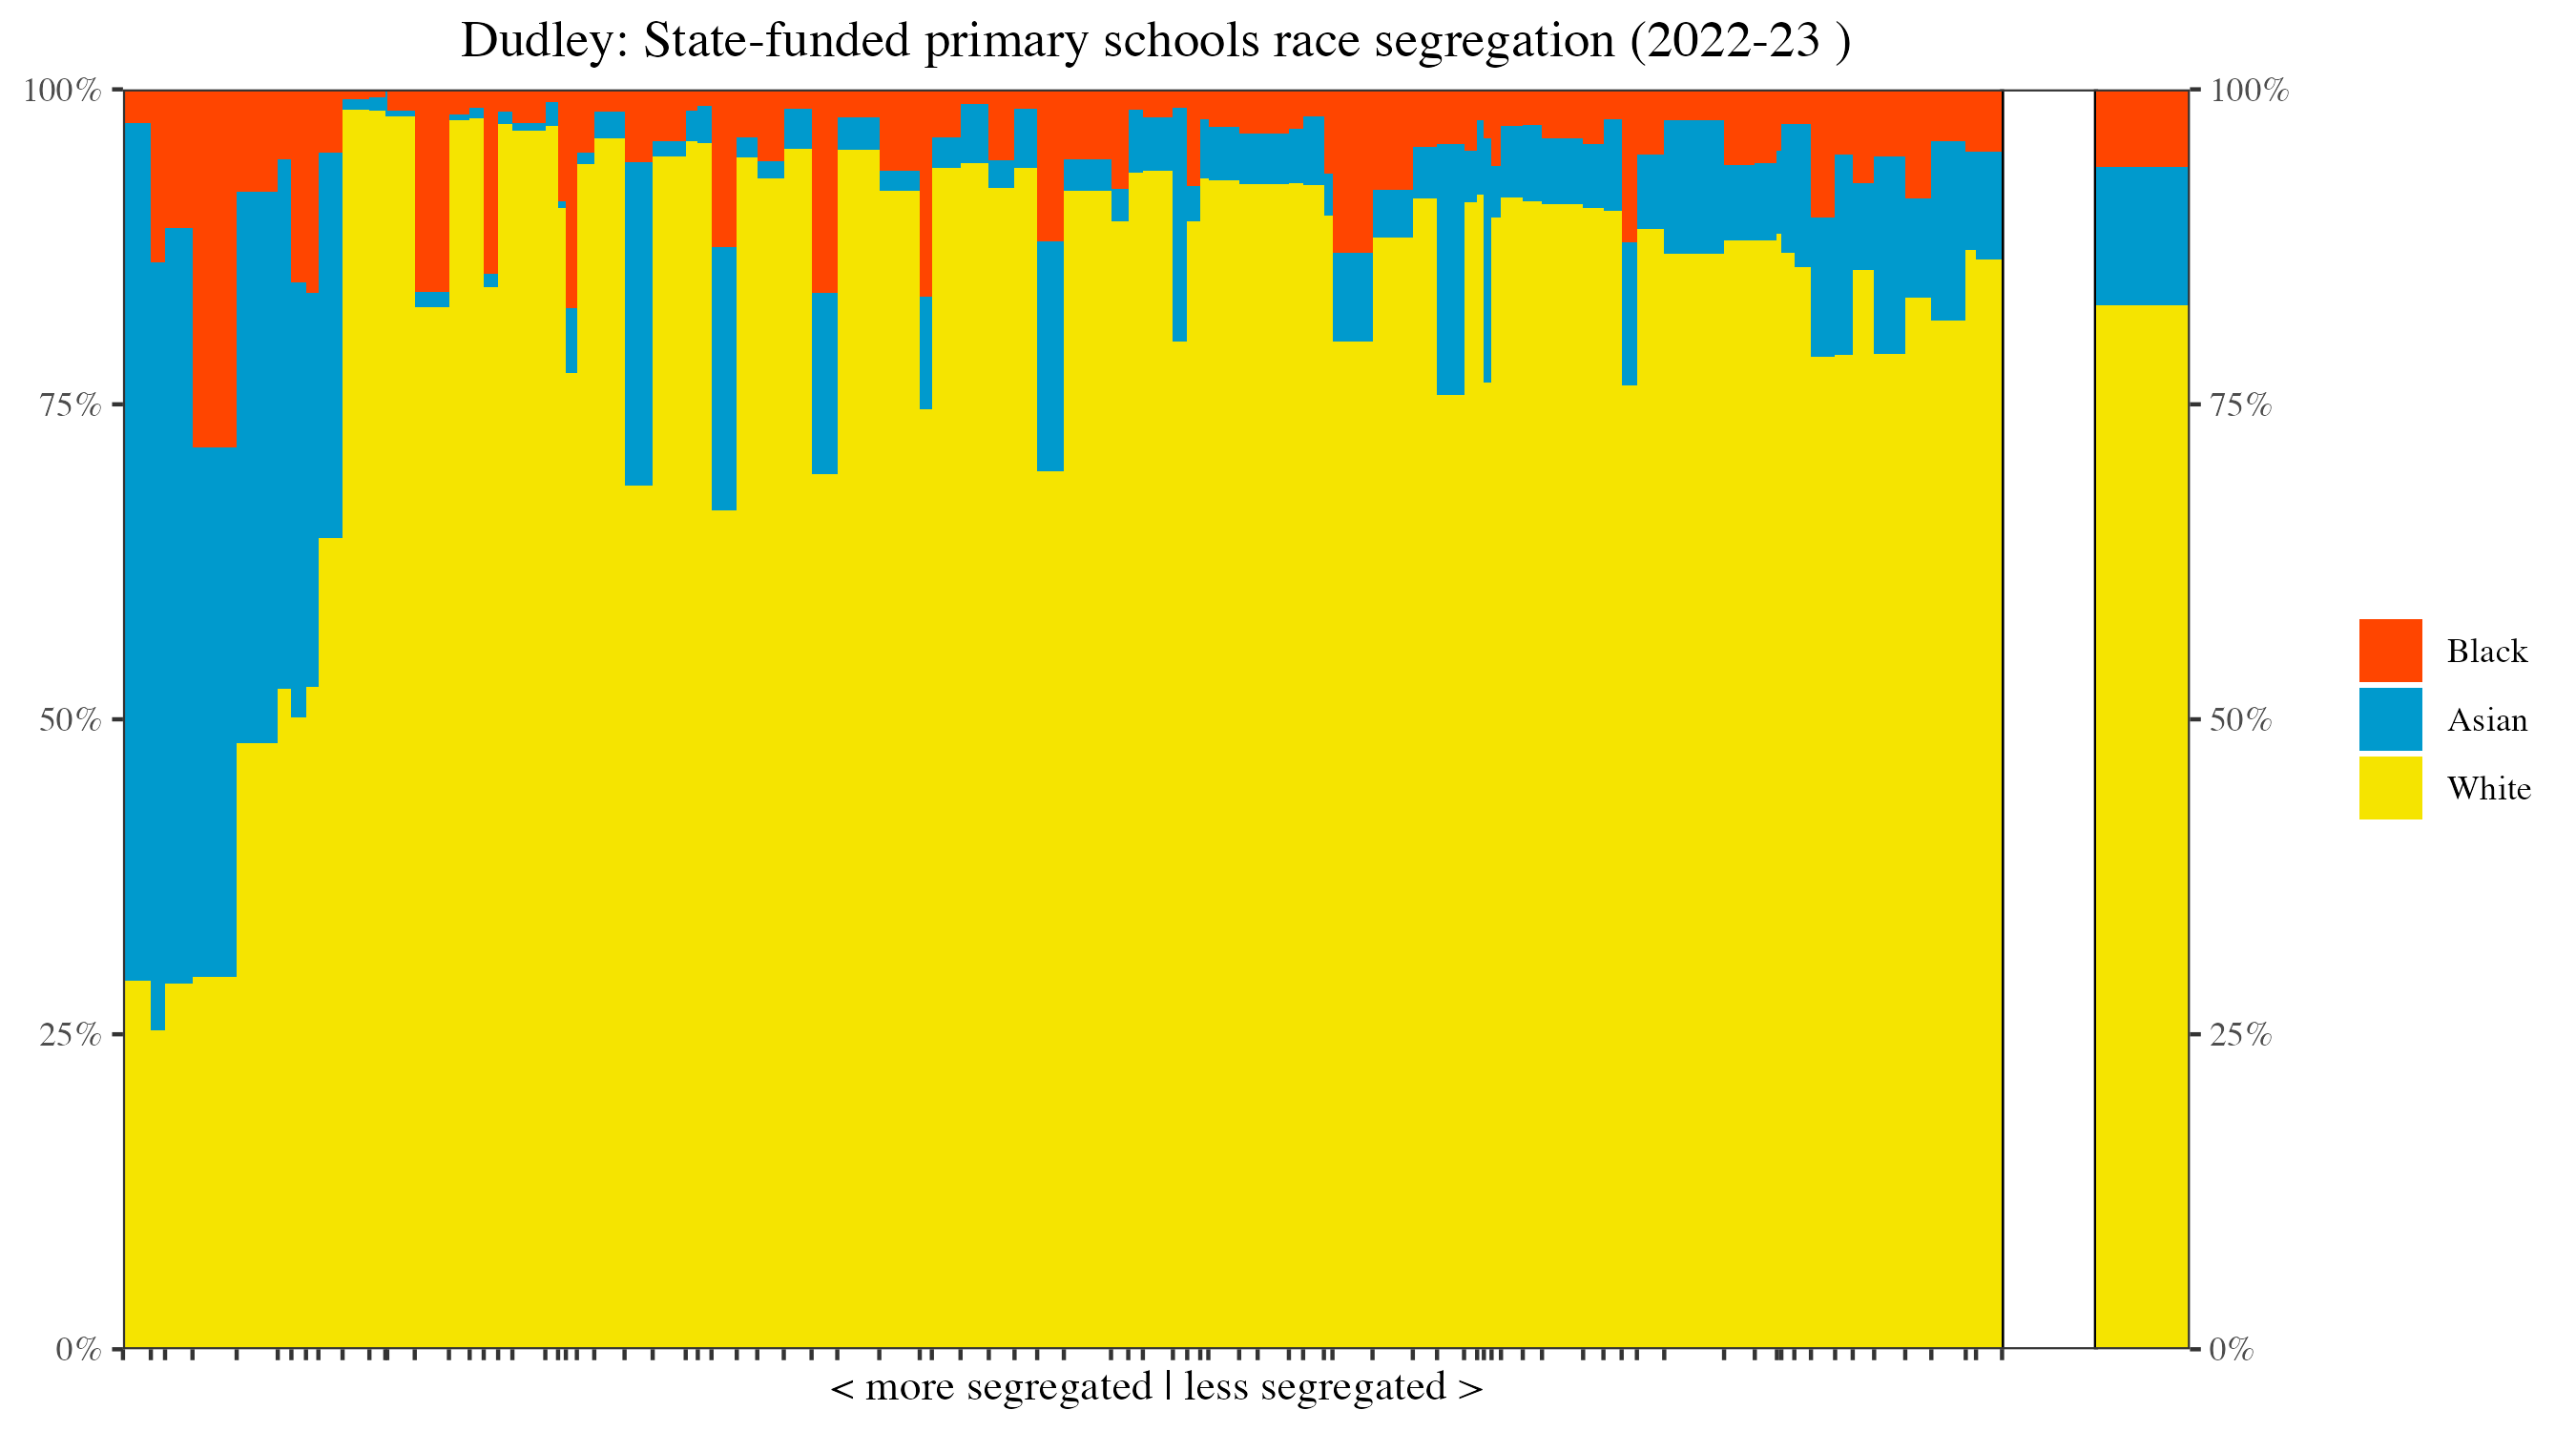 Dudley: State-funded primary schools race segregation (2022-23 )
100%
75%
50%
25%
0%
100%
75%
50%
25%
0%
Black
Asian
White
< more segregated | less segregated >